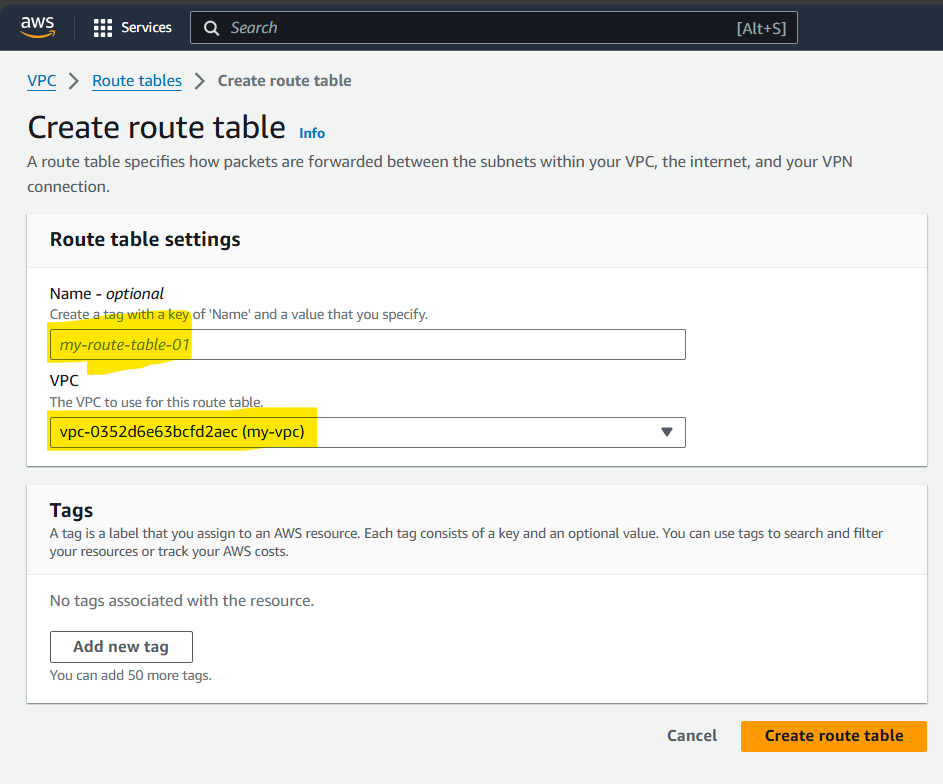 aws
Services
Search
[Alt+S]
VPC
Route tables
Create route table
Create route table
Info
A route table specifies how packets are forwarded between the subnets within your VPC, the internet, and your VPN
connection.
Route table settings
Name - optional
Create a tag with a key of 'Name' and a value that you specify.
my-route-table-01
VPC
The VPC to use for this route table.
vpc-0352d6e63bcfd2aec (my-vpc)
Tags
A tag is a label that you assign to an AWS resource. Each tag consists of a key and an optional value. You can use tags to search and filter
your resources or track your AWS costs.
No tags associated with the resource.
Add new tag
You can add 50 more tags.
Cancel
Create route table